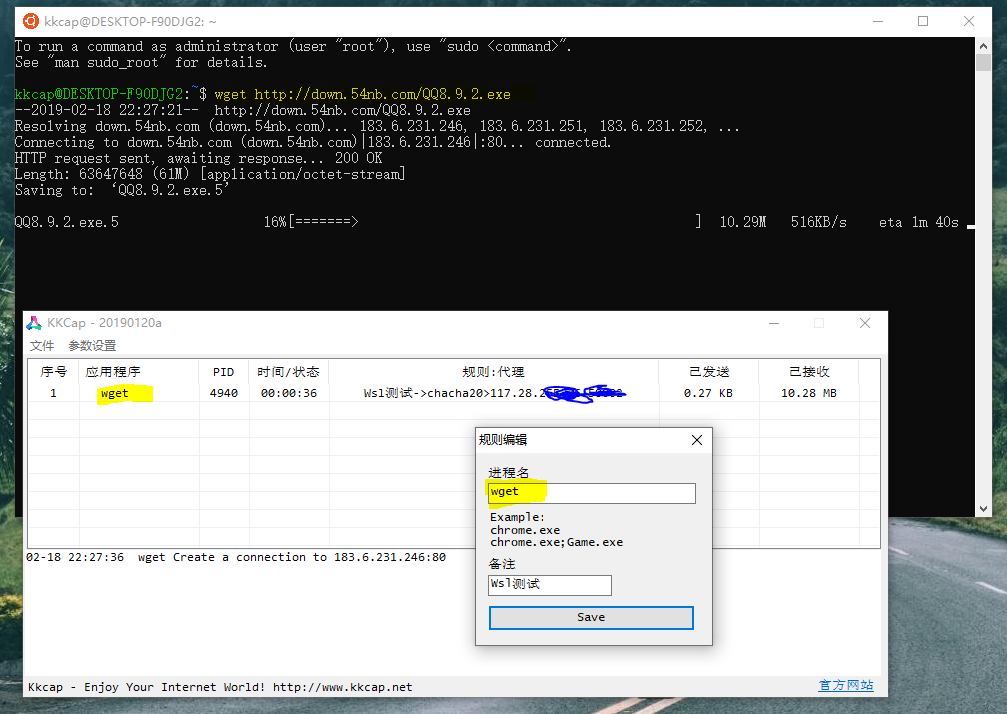 kkcap@DESKTOP-F90DJG2: ~
To run a command as administrator (user "root"), use "sudo <command>".
See "man sudo_root" for details.
kkcap@DESKTOP-F90DJG2:~$ wget http://down.54nb.com/QQ8.9.2.exe
--2019-02-18 22:27:21--  http://down.54nb.com/QQ8.9.2.exe
Resolving down.54nb.com (down.54nb.com)... 183.6.231.246, 183.6.231.251, 183.6.231.252, ...
Connecting to down.54nb.com (down.54nb.com)|183.6.231.246|:80... connected.
HTTP request sent, awaiting response... 200 OK
Length: 63647648 (61M) [application/octet-stream]
Saving to: ‘QQ8.9.2.exe.5’
QQ8.9.2.exe.5 16%[=======> ] 10.29M 516KB/s eta 1m 40s
KKCap - 20190120a
文件 参数设置
序号 应用程序 PID 时间/状态 规则:代理 已发送 已接收
1 wget 4940 00:00:36 Wsl测试->chacha20>117.28. 0.27 KB 10.28 MB
规则编辑
进程名
wget
Example:
chrome.exe
chrome.exe;Game.exe
备注
Wsl测试
Save
02-18 22:27:36 wget Create a connection to 183.6.231.246:80
Kkcap - Enjoy Your Internet World! http://www.kkcap.net 官方网站